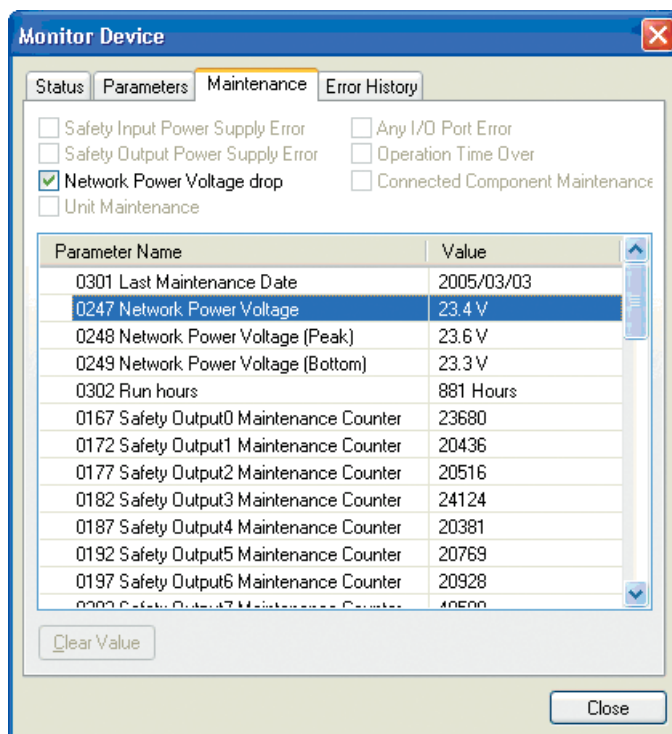 Monitor Device
Status Parameters Maintenance Error History
Safety Input Power Supply Error Any I/O Port Error
Safety Output Power Supply Error Operation Time Over
Network Power Voltage drop Connected Component Maintenance
Unit Maintenance
Parameter Name Value
0301 Last Maintenance Date 2005/03/03
0247 Network Power Voltage 23.4 V
0248 Network Power Voltage (Peak) 23.6 V
0249 Network Power Voltage (Bottom) 23.3 V
0302 Run hours 881 Hours
0167 Safety Output0 Maintenance Counter 23680
0172 Safety Output1 Maintenance Counter 20436
0177 Safety Output2 Maintenance Counter 20516
0182 Safety Output3 Maintenance Counter 24124
0187 Safety Output4 Maintenance Counter 20381
0192 Safety Output5 Maintenance Counter 20769
0197 Safety Output6 Maintenance Counter 20928
Safety Output7 Maintenance Counter
Clear Value
Close